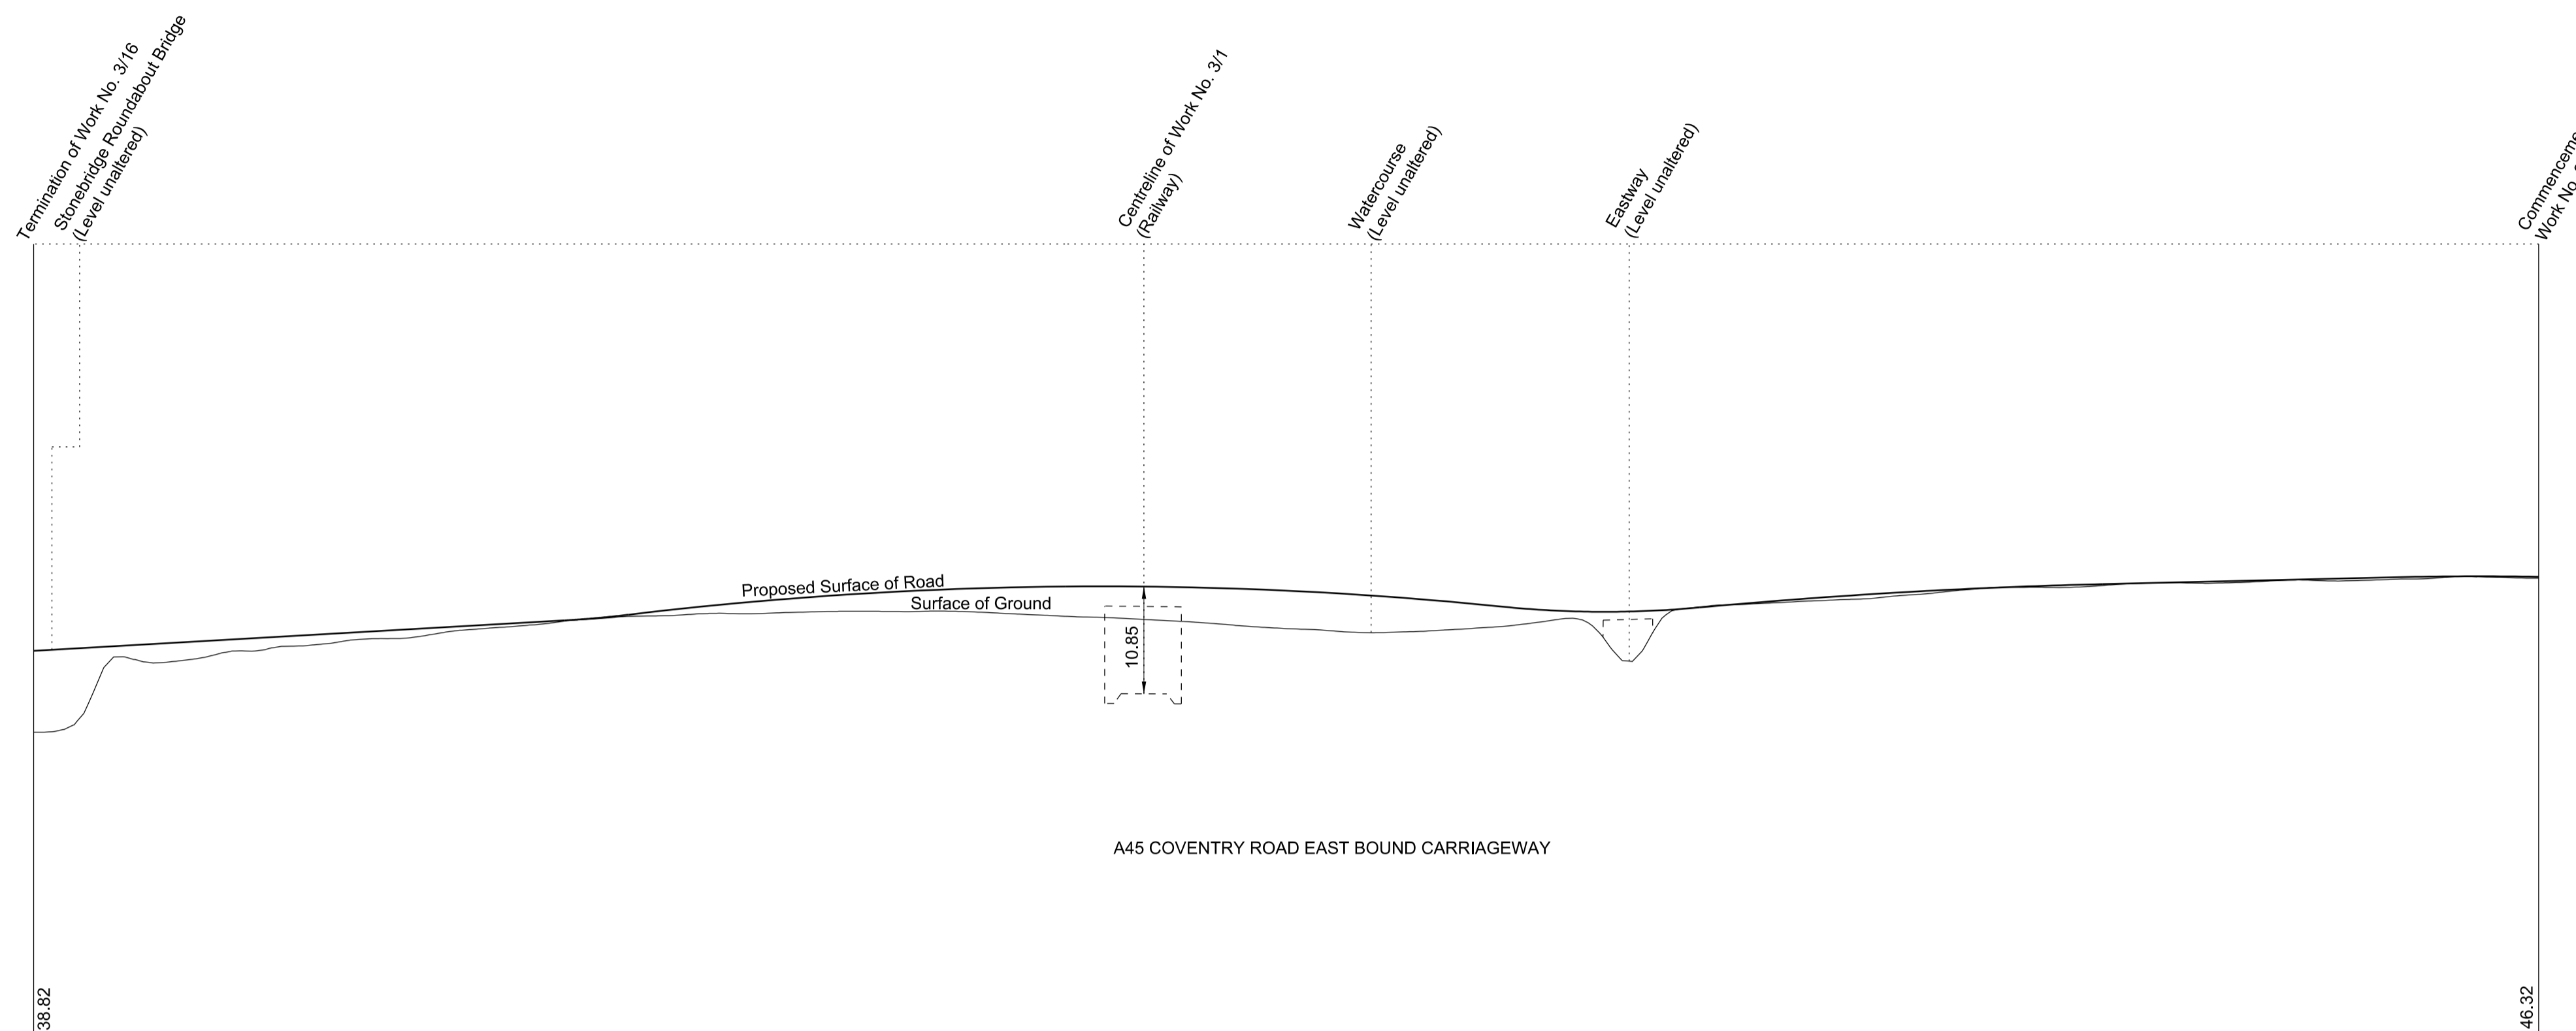 Termination of Work No. 3/16
Stonebridge Roundabout Bridge
(Level unaltered)
Centreline of Work No. 3/1
(Railway)
Watercourse
(Level unaltered)
Eastway
(Level unaltered)
Work No.
Proposed Surface of Road
Surface of Ground
10.85
A45 COVENTRY ROAD EAST BOUND CARRIAGEWAY
38.82
46.32